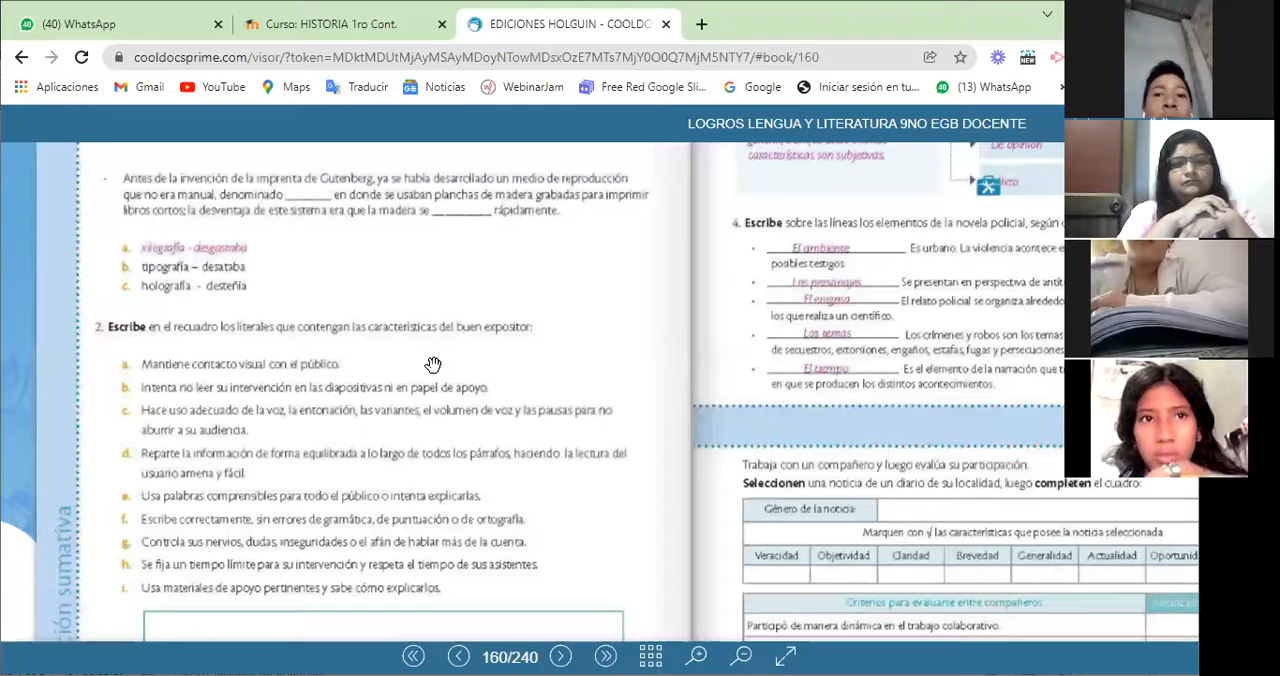 (40) WhatsApp
Curso: HISTORIA 1ro Cont.
EDICIONES HOLGUIN - COOLDO
cooldocsprime.com/visor/?token=MDktMDUtMjAyMSAyMDoyNTowMDsxOzE7MTs7MjY0O0Q7MjM5NTY7/#book/160
Aplicaciones
Gmail
YouTube
Maps
Traducir
Noticias
WebinarJam
Free Red Google Sli...
Google
Iniciar sesión en tu...
(13) WhatsApp
LOGROS LENGUA Y LITERATURA 9NO EGB DOCENTE
Antes de la invención de la imprenta de Gutenberg, ya se había desarrollado un medio de reproducción
que no era manual, denominado ________ en donde se usaban planchas de madera grabadas para imprimir
libros cortos; la desventaja de este sistema era que la madera se __________ rápidamente.
a. xilografía - desgastaba
b. tipografía – desataba
c. holografía - desteñía
2. Escribe en el recuadro los literales que contengan las características del buen expositor:
a. Mantiene contacto visual con el público.
b. Intenta no leer su intervención en las diapositivas ni en papel de apoyo.
c. Hace uso adecuado de la voz, la entonación, las variantes, el volumen de voz y las pausas para no
aburrir a su audiencia.
d. Reparte la información de forma equilibrada a lo largo de todos los párrafos, haciendo la lectura del
usuario amena y fácil.
e. Usa palabras comprensibles para todo el público o intenta explicarlas.
f. Escribe correctamente, sin errores de gramática, de puntuación o de ortografía.
g. Controla sus nervios, dudas, inseguridades o el afán de hablar más de la cuenta.
h. Se fija un tiempo límite para su intervención y respeta el tiempo de sus asistentes.
i. Usa materiales de apoyo pertinentes y sabe cómo explicarlos.
ción sumativa
características son subjetivas.
De opinión
4. Escribe sobre las líneas los elementos de la novela policial, según
El ambiente Es urbano. La violencia acontece e
posibles testigos
Los personajes Se presentan en perspectiva de antít
El enigma El relato policial se organiza alrededo
los que realiza un científico.
Los temas Los crímenes y robos son los temas
de secuestros, extorsiones, engaños, estafas, fugas y persecuciones
El tiempo Es el elemento de la narración que t
en que se producen los distintos acontecimientos.
Trabaja con un compañero y luego evalúa su participación.
Seleccionen una noticia de un diario de su localidad, luego completen el cuadro:
Género de la noticia
Marquen con √ las características que posee la noticia seleccionada
Veracidad Objetividad Claridad Brevedad Generalidad Actualidad Oportunid
Criterios para evaluarse entre compañeros
Participó de manera dinámica en el trabajo colaborativo.
160/240